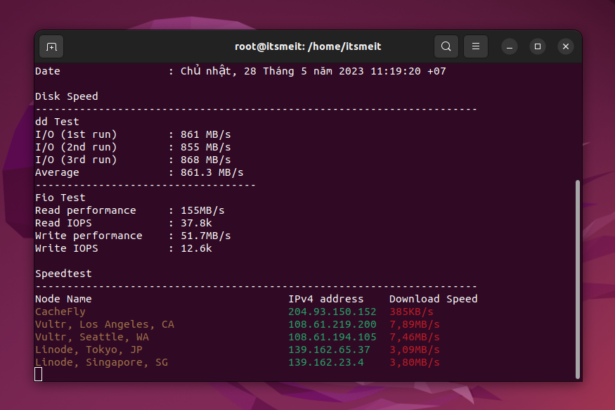 root@itsmeit: /home/itsmeit
Date : Chủ nhật, 28 Tháng 5 năm 2023 11:19:20 +07
Disk Speed
----------------------------------------------------------------------
dd Test
I/O (1st run) : 861 MB/s
I/O (2nd run) : 855 MB/s
I/O (3rd run) : 868 MB/s
Average : 861.3 MB/s
-----------------------------------
Fio Test
Read performance : 155MB/s
Read IOPS : 37.8k
Write performance : 51.7MB/s
Write IOPS : 12.6k
Speedtest
----------------------------------------------------------------------
Node Name IPv4 address Download Speed
CacheFly 204.93.150.152 385KB/s
Vultr, Los Angeles, CA 108.61.219.200 7,89MB/s
Vultr, Seattle, WA 108.61.194.105 7,46MB/s
Linode, Tokyo, JP 139.162.65.37 3,09MB/s
Linode, Singapore, SG 139.162.23.4 3,80MB/s